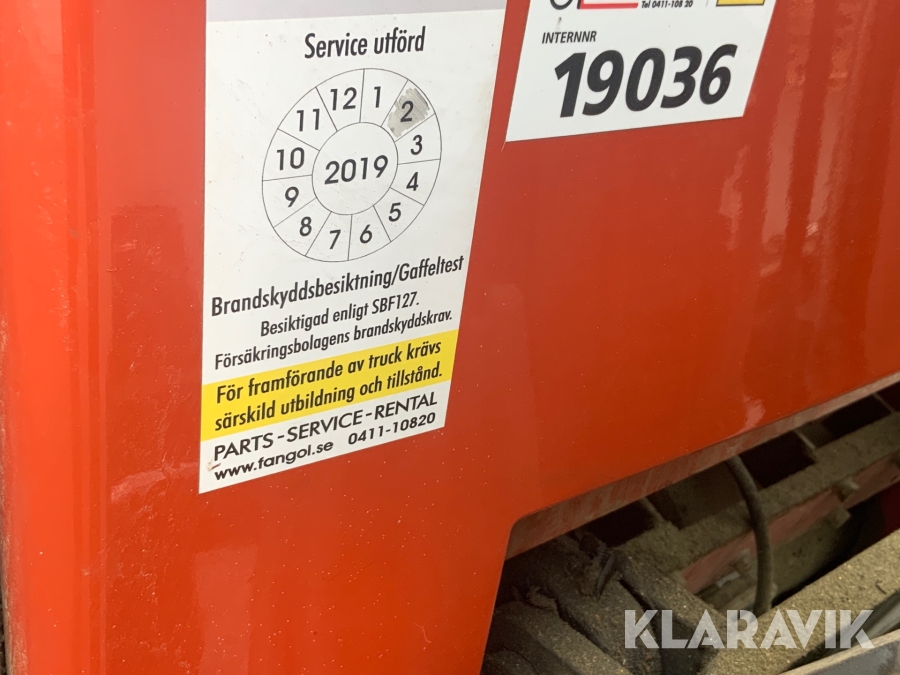 Service utförd
12
1
2
3
4
5
6
7
8
9
10
11
2019
Brandskyddsbesiktning/Gaffeltest
Besiktigad enligt SBF127.
Försäkringsbolagens brandskyddskrav.
För framförande av truck krävs
särskild utbildning och tillstånd.
PARTS-SERVICE-RENTAL
www.fangol.se 0411-10820
Tel 0411-108 20
INTERNNR
19036
KLARAVIK